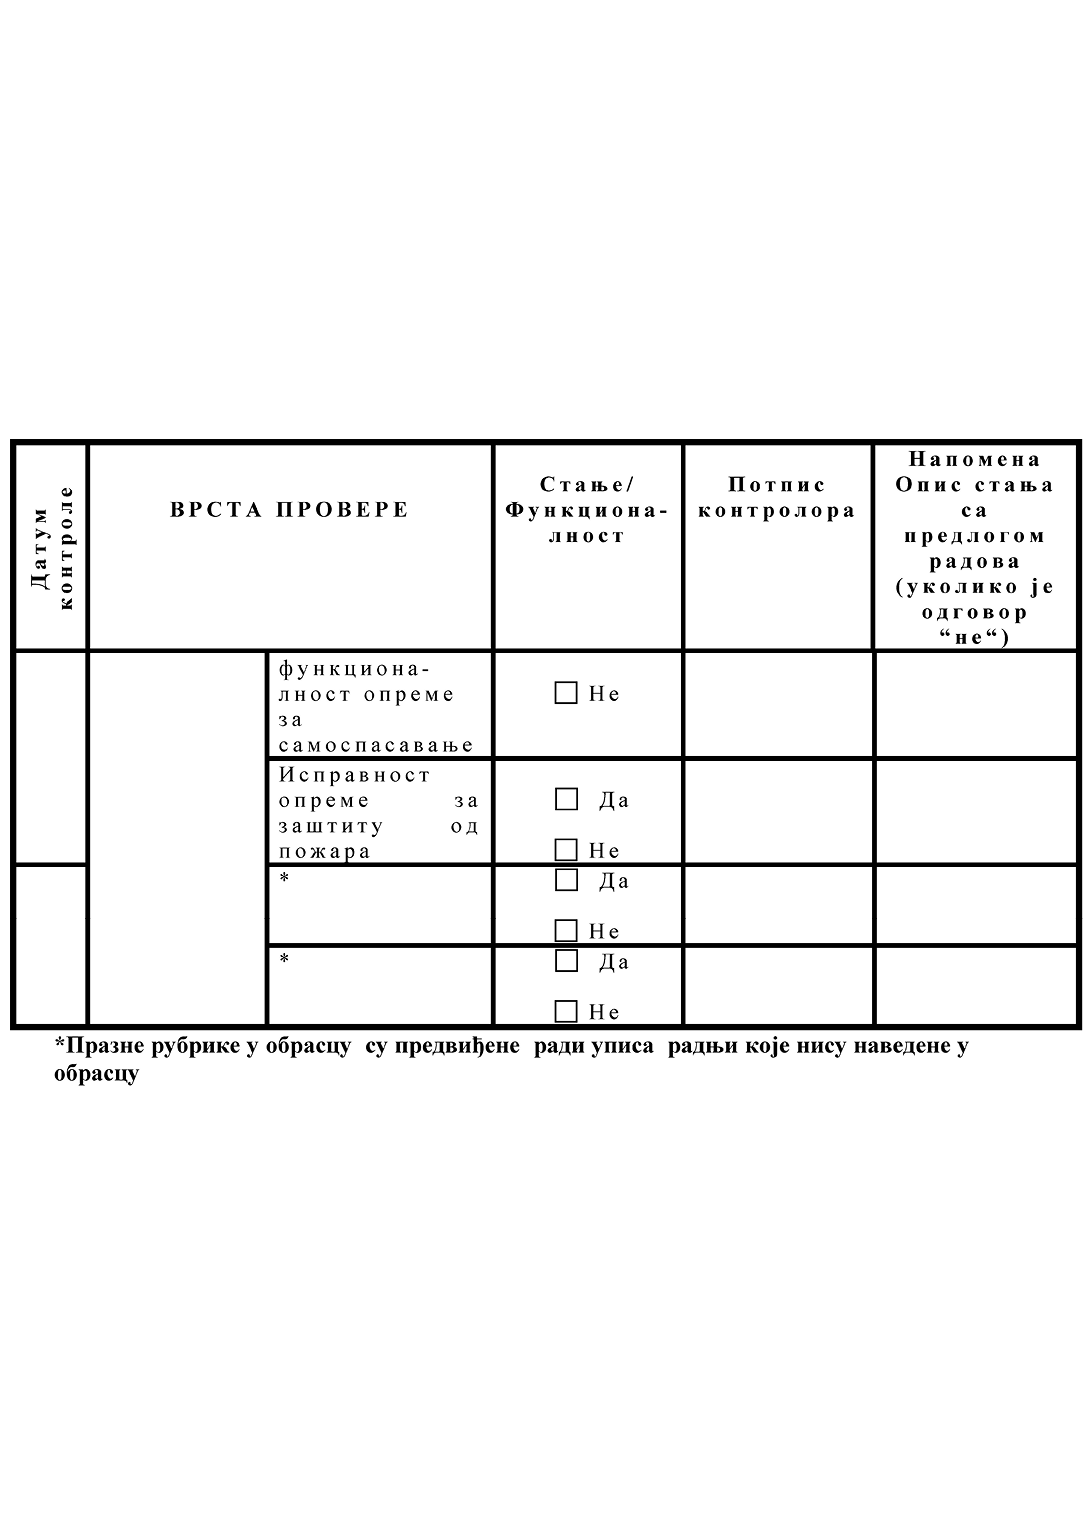 Датум
контроле
ВРСТА ПРОВЕРЕ
Стање/
Функциона-
лност
Потпис
контролора
Напомена
Опис стања
са
предлогом
радова
(уколико је
одговор
“не“)
функциона-
лност опреме
за
самоспасавање
Не
Исправност
опреме за
заштиту од
пожара
Да
Не
*
Да
Не
*
Да
Не
*Празне рубрике у обрасцу су предвиђене ради уписа радњи које нису наведене у
обрасцу